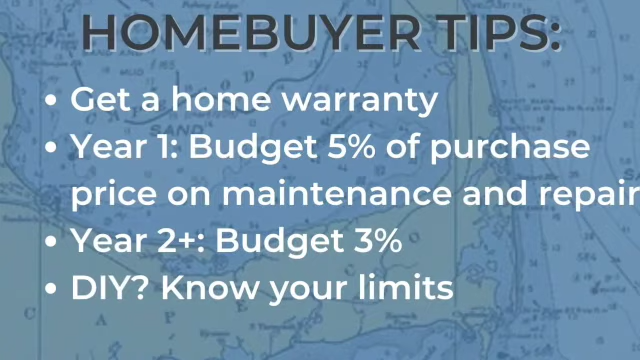 HOMEBUYER TIPS:
• Get a home warranty
• Year 1: Budget 5% of purchase
price on maintenance and repair
• Year 2+: Budget 3%
• DIY? Know your limits